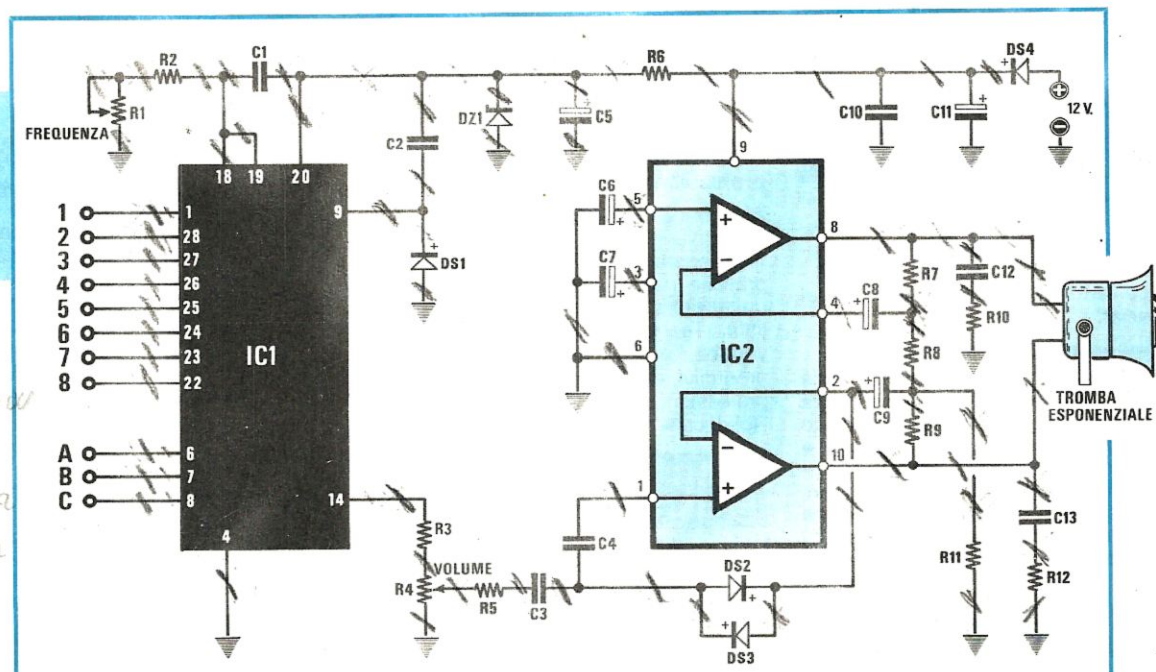 R2
C1
R6
DS4
R1
FREQUENZA
DZ1
C5
C10
C11
12 V.
C2
18
19
20
9
9
DS1
1
2
3
4
5
6
7
8
1
28
27
26
25
24
23
22
IC1
A
B
C
6
7
8
14
4
C6
5
C7
3
6
IC2
8
4
2
10
1
C8
R7
C12
R10
R8
C9
R9
TROMBA
ESPONENZIALE
R3
VOLUME
R4
R5
C3
C4
DS2
DS3
R11
C13
R12